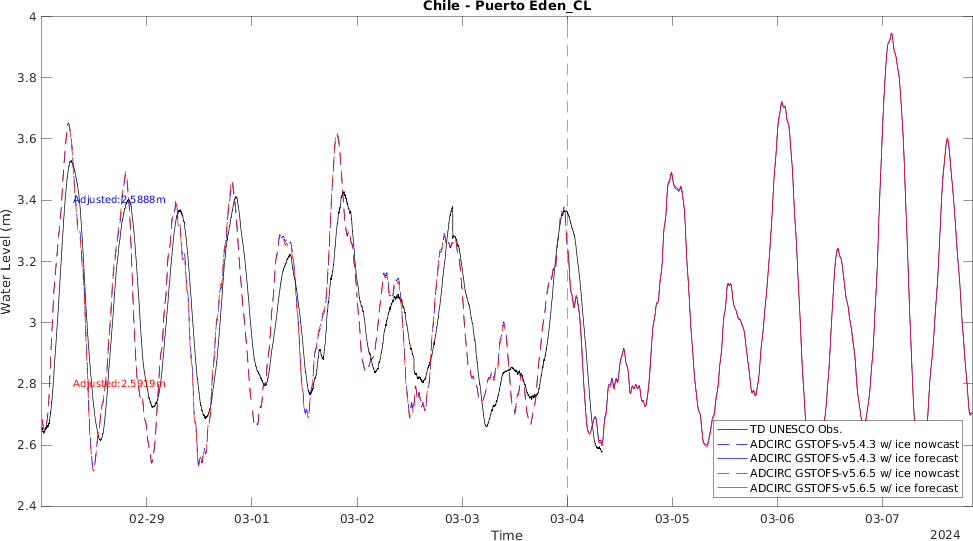 Chile - Puerto Eden_CL
4
3.8
3.6
3.4
3.2
3
2.8
2.6
2.4
Water Level (m)
Adjusted:2.5888m
Adjusted:2.5919m
TD UNESCO Obs.
ADCIRC GSTOFS-v5.4.3 w/ ice nowcast
ADCIRC GSTOFS-v5.4.3 w/ ice forecast
ADCIRC GSTOFS-v5.6.5 w/ ice nowcast
ADCIRC GSTOFS-v5.6.5 w/ ice forecast
02-29 03-01 03-02 03-03 03-04 03-05 03-06 03-07
Time
2024